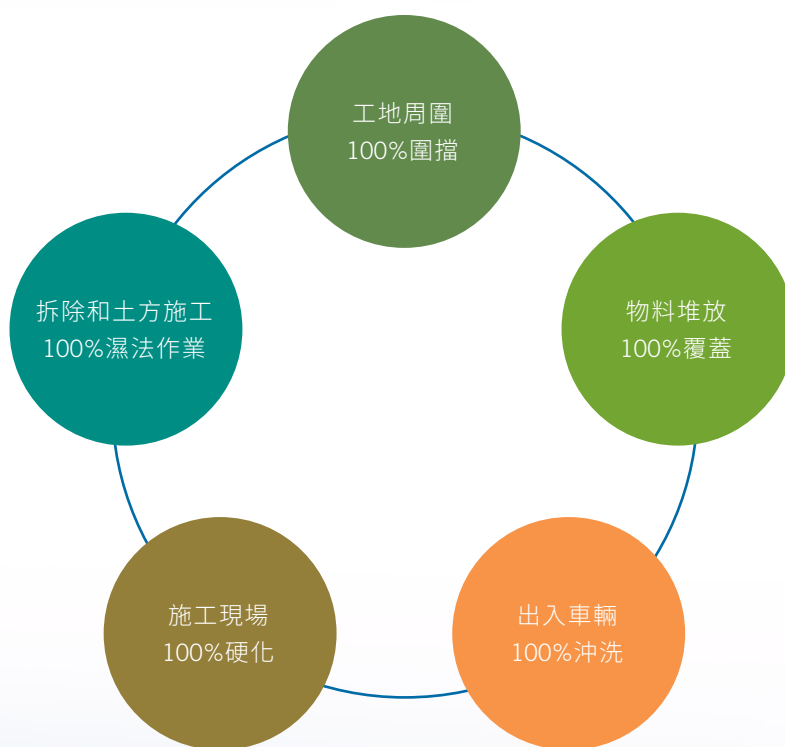 工地周圍
100%圍擋
物料堆放
100%覆蓋
出入車輛
100%沖洗
施工現場
100%硬化
拆除和土方施工
100%濕法作業